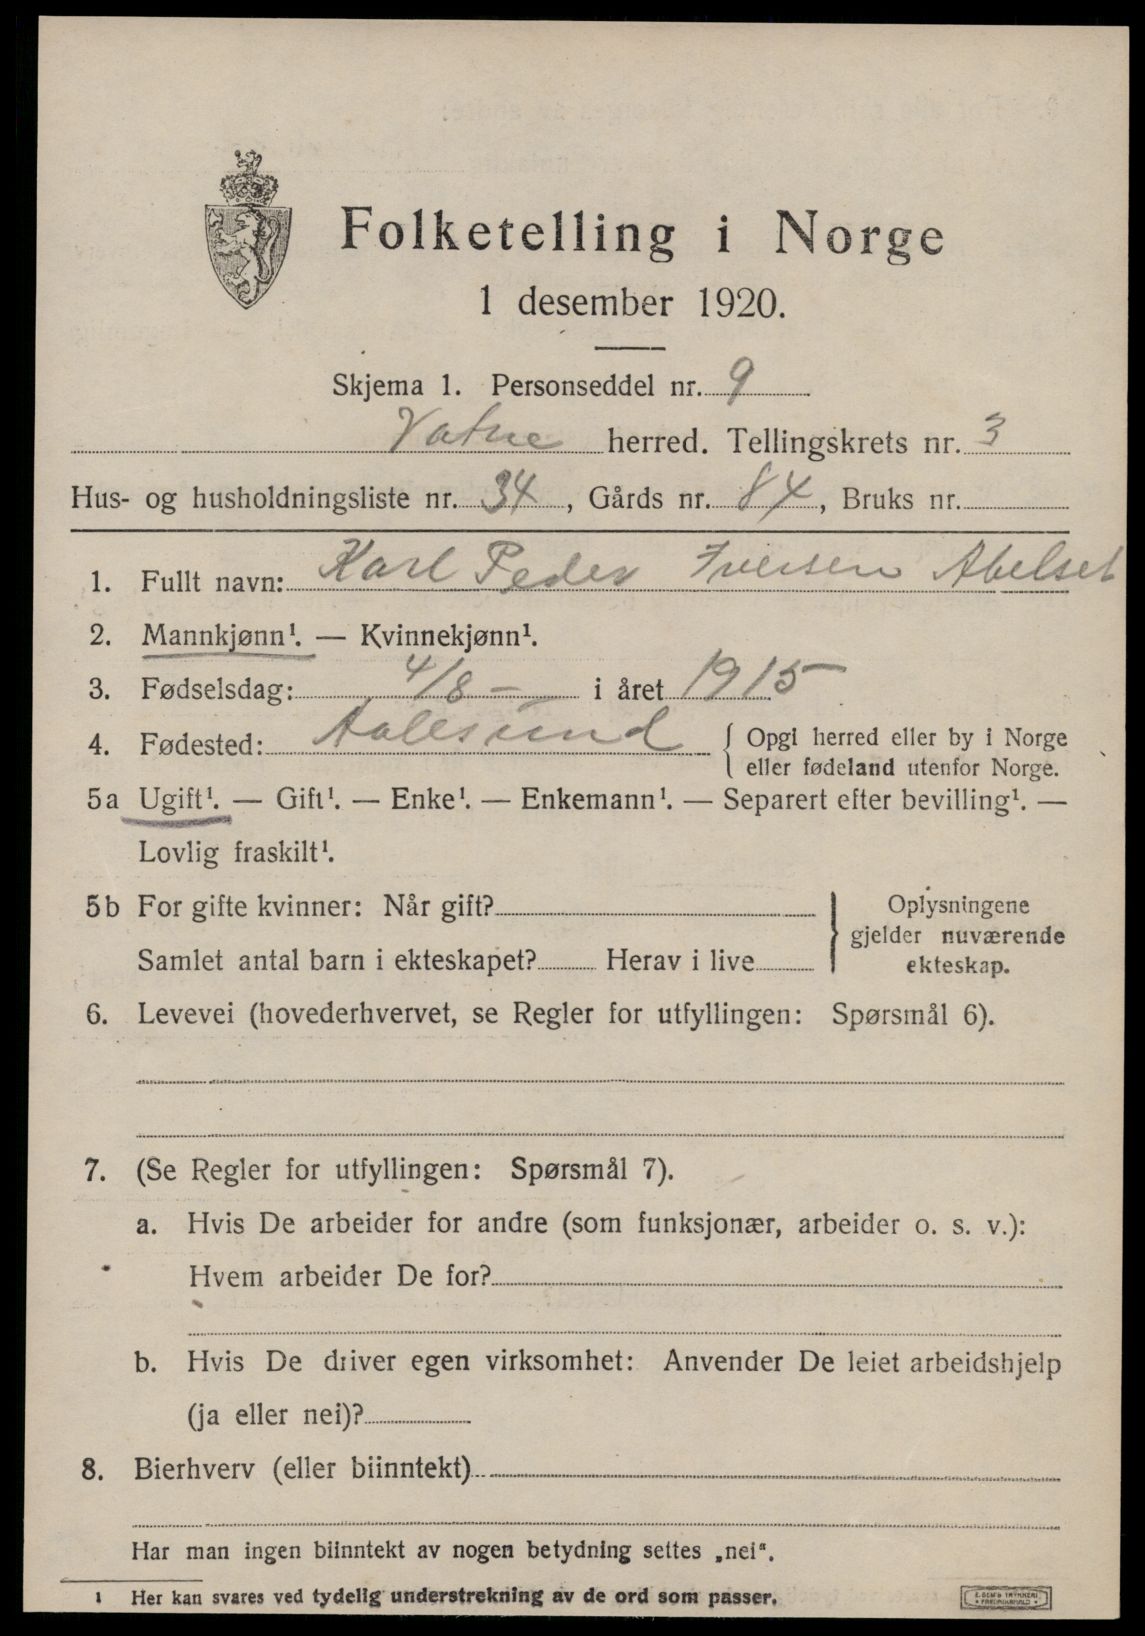 Folketelling i Norge
1 desember 1920.
Skjema 1. Personseddel nr. 9
Vatne herred. Tellingskrets nr. 3
Hus- og husholdningsliste nr. 34, Gårds nr. 84, Bruks nr.
1. Fullt navn: Karl Peder Iversen Abelset
2. Mannkjønn¹. — Kvinnekjønn¹.
3. Fødselsdag: 4/8 – i året 1915
4. Fødested: Aalesund { Opgi herred eller by i Norge
eller fødeland utenfor Norge.
5a Ugift¹. — Gift¹. — Enke¹. — Enkemann¹. — Separert efter bevilling¹. —
Lovlig fraskilt¹.
5b For gifte kvinner: Når gift? } Oplysningene
gjelder nuværende
Samlet antal barn i ekteskapet? Herav i live
ekteskap.
6. Levevei (hovederhvervet, se Regler for utfyllingen: Spørsmål 6).
7. (Se Regler for utfyllingen: Spørsmål 7).
a. Hvis De arbeider for andre (som funksjonær, arbeider o. s. v.):
Hvem arbeider De for?
b. Hvis De driver egen virksomhet: Anvender De leiet arbeidshjelp
(ja eller nei)?
8. Bierhverv (eller biinntekt)
Har man ingen biinntekt av nogen betydning settes „nei“.
1 Her kan svares ved tydelig understrekning av de ord som passer.
E. SEM'S TRYKKERI
FREDRIKSHALD